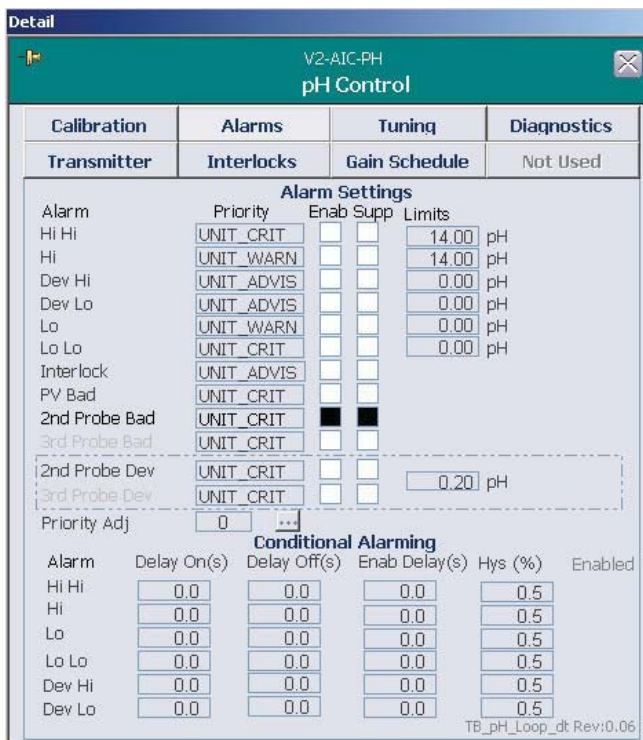 Detail
V2-AIC-PH
pH Control
Calibration Alarms Tuning Diagnostics
Transmitter Interlocks Gain Schedule Not Used
Alarm Settings
Alarm Priority Enab Supp Limits
Hi Hi UNIT_CRIT 14.00 pH
Hi UNIT_WARN 14.00 pH
Dev Hi UNIT_ADVIS 0.00 pH
Dev Lo UNIT_ADVIS 0.00 pH
Lo UNIT_WARN 0.00 pH
Lo Lo UNIT_CRIT 0.00 pH
Interlock UNIT_ADVIS
PV Bad UNIT_CRIT
2nd Probe Bad UNIT_CRIT
3rd Probe Bad UNIT_CRIT
2nd Probe Dev UNIT_CRIT 0.20 pH
3rd Probe Dev UNIT_CRIT
Priority Adj 0 ...
Conditional Alarming
Alarm Delay On(s) Delay Off(s) Enab Delay(s) Hys (%) Enabled
Hi Hi 0.0 0.0 0.0 0.5
Hi 0.0 0.0 0.0 0.5
Lo 0.0 0.0 0.0 0.5
Lo Lo 0.0 0.0 0.0 0.5
Dev Hi 0.0 0.0 0.0 0.5
Dev Lo 0.0 0.0 0.0 0.5
TB_pH_Loop_dt Rev:0.06